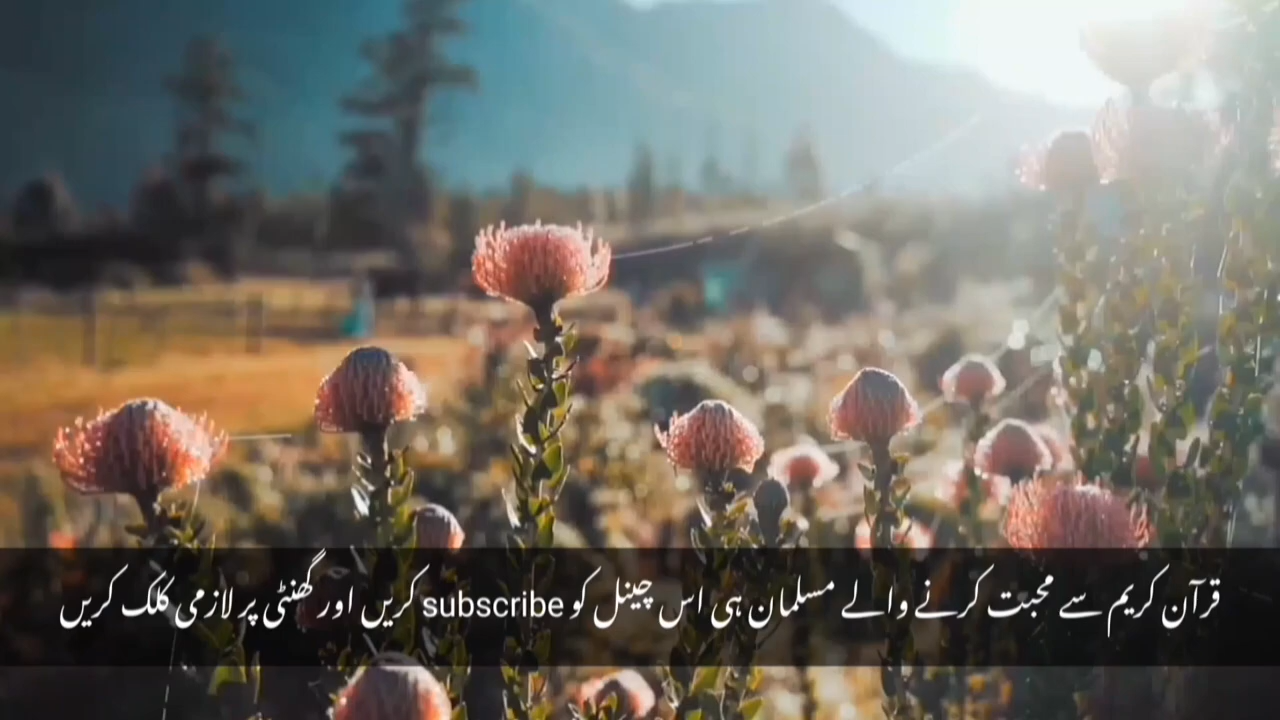 قرآن کریم سے محبت کرنے والے مسلمان ہی اس چینل کو subscribe کریں اور گھنٹی پر لازمی کلک کریں